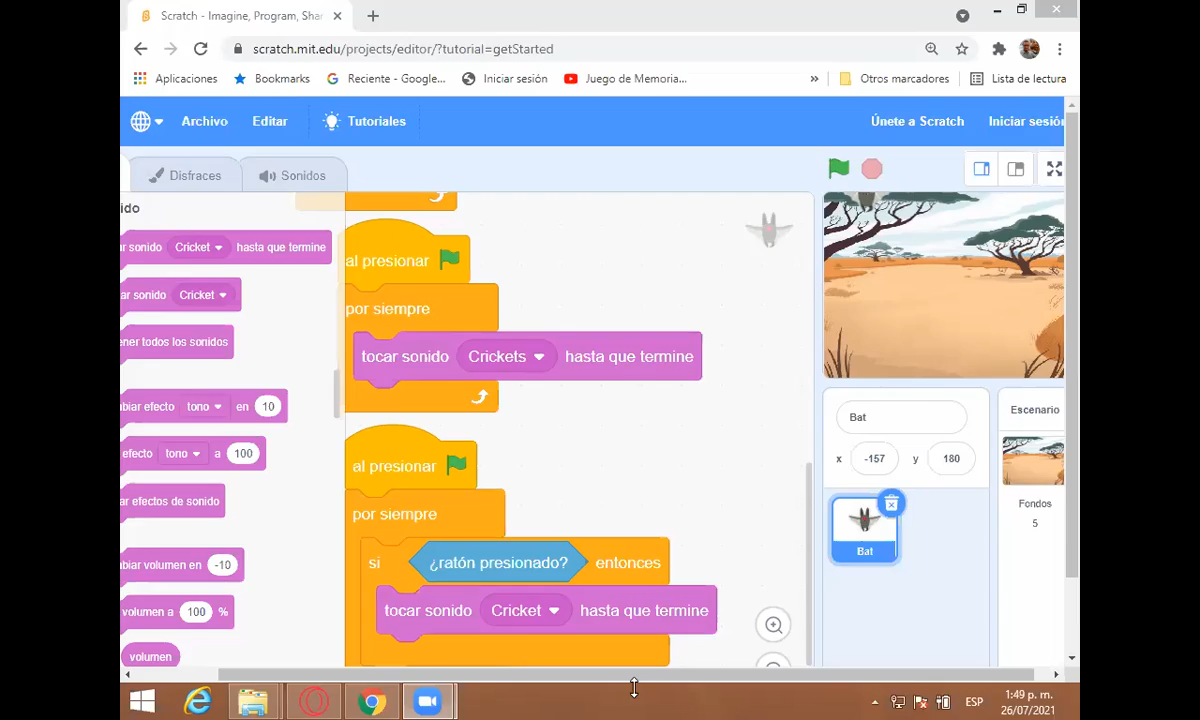 Scratch - Imagine, Program, Shar
scratch.mit.edu/projects/editor/?tutorial=getStarted
Aplicaciones
Bookmarks
Reciente - Google...
Iniciar sesión
Juego de Memoria...
»
Otros marcadores
Lista de lectura
Archivo
Editar
Tutoriales
Únete a Scratch
Iniciar sesión
Disfraces
Sonidos
ido
ar sonido Cricket hasta que termine
ar sonido Cricket
ner todos los sonidos
biar efecto tono en 10
efecto tono a 100
ar efectos de sonido
biar volumen en -10
volumen a 100 %
volumen
al presionar
por siempre
tocar sonido Crickets hasta que termine
al presionar
por siempre
si ¿ratón presionado? entonces
tocar sonido Cricket hasta que termine
Bat
x -157 y 180
Bat
Escenario
Fondos
5
ESP
1:49 p. m.
26/07/2021